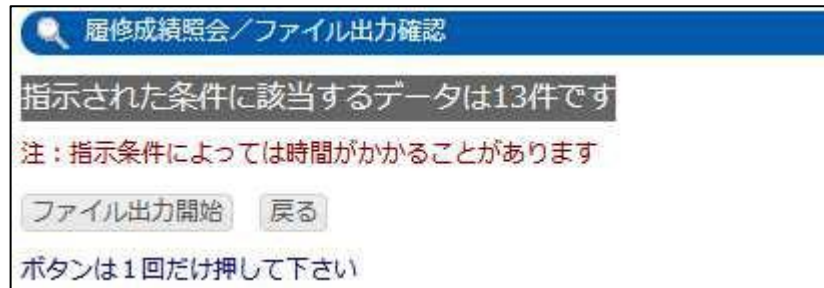 履修成績照会／ファイル出力確認
指示された条件に該当するデータは13件です
注：指示条件によっては時間がかかることがあります
ファイル出力開始 戻る
ボタンは１回だけ押して下さい